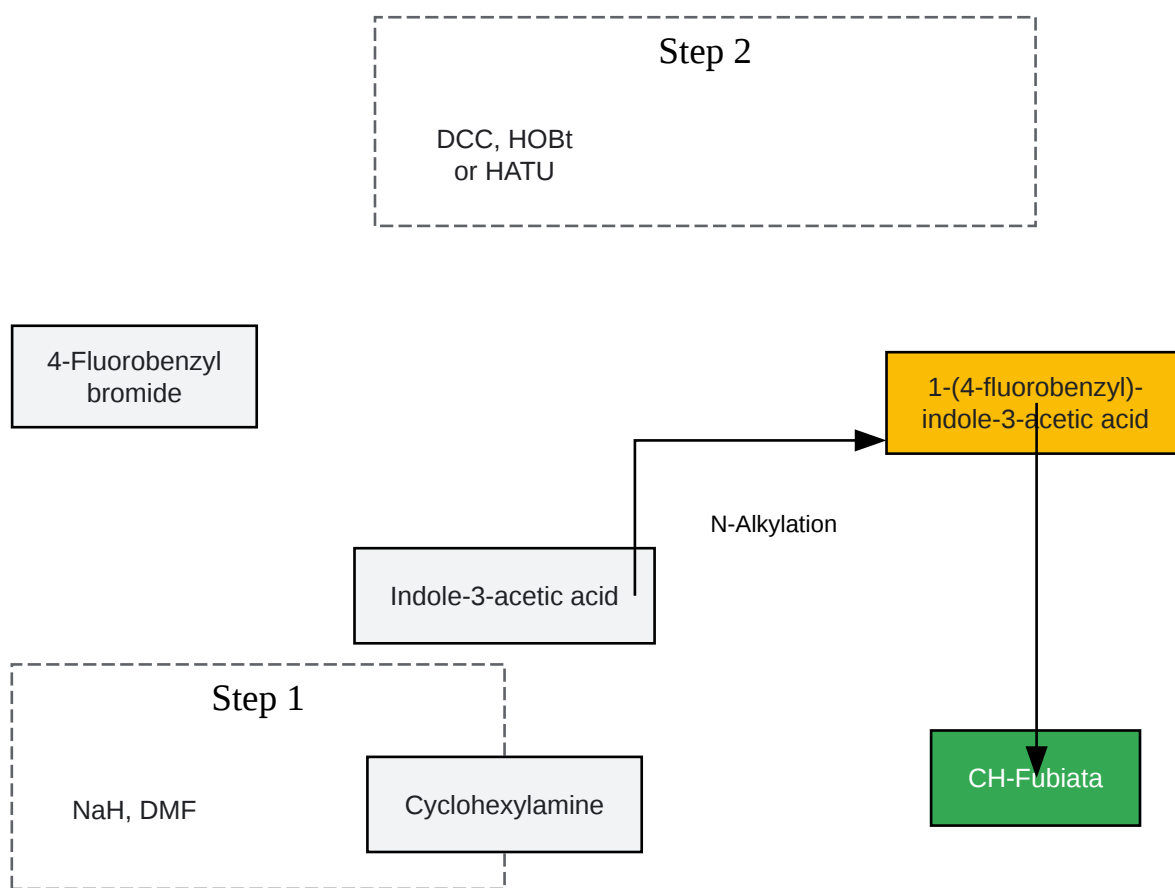 Step 2
DCC, HOBt
or HATU
4-Fluorobenzyl
bromide
1-(4-fluorobenzyl)-
indole-3-acetic acid
N-Alkylation
Indole-3-acetic acid
Step 1
NaH, DMF
Cyclohexylamine
CH-Fubiata